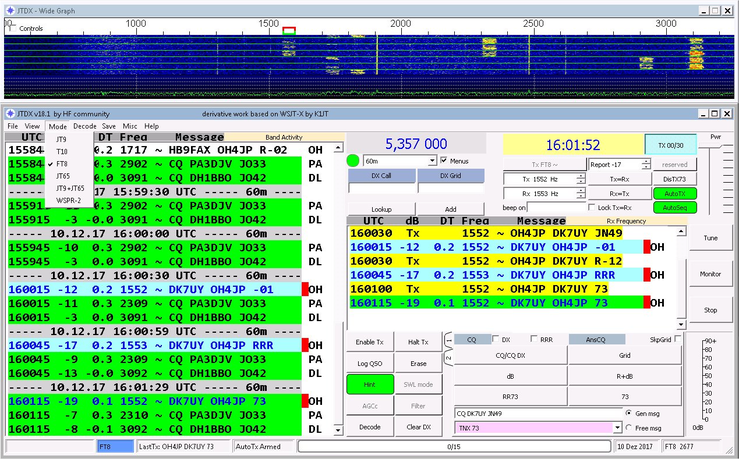 JTDX - Wide Graph
1000 1500 2000 2500 3000
Controls
JTDX v18.1 by HF community derivative work based on WSJT-X by K1JT
File View Mode Decode Save Misc Help
UTC DT Freq Message Band Activity
JT9
T10
FT8
JT65
JT9+JT65
WSPR-2
15584 0.2 1717 ~ HB9FAX OH4JP R-02 OH
15584 0.3 2902 ~ CQ PA3DJV JO33 PA
15584 0.0 3091 ~ CQ DH1BBO JO42 DL
----- 15:59:30 UTC ----- 60m -----
15591 0.3 2902 ~ CQ PA3DJV JO33 PA
155915 -3 -0.0 3091 ~ CQ DH1BBO JO42 DL
----- 10.12.17 16:00:00 UTC ----- 60m -----
155945 -10 0.3 2902 ~ CQ PA3DJV JO33 PA
155945 -3 0.0 3091 ~ CQ DH1BBO JO42 DL
----- 10.12.17 16:00:30 UTC ----- 60m -----
160015 -12 0.2 1552 ~ DK7UY OH4JP -01 OH
160015 -11 0.3 2309 ~ CQ PA3DJV JO33 PA
160015 -3 0.0 3091 ~ CQ DH1BBO JO42 DL
----- 10.12.17 16:00:59 UTC ----- 60m -----
160045 -17 0.2 1553 ~ DK7UY OH4JP RRR OH
160045 -9 0.3 2309 ~ CQ PA3DJV JO33 PA
160045 -13 0.0 3092 ~ CQ DH1BBO JO42 DL
----- 10.12.17 16:01:29 UTC ----- 60m -----
160115 -19 0.1 1552 ~ DK7UY OH4JP 73 OH
160115 -7 0.3 2310 ~ CQ PA3DJV JO33 PA
160115 -8 -0.1 3092 ~ CQ DH1BBO JO42 DL
5,357 000
60m Menus
DX Call DX Grid
Lookup Add
16:01:52 TX 00/30
Tx FT8 ~ Report -17 reserved
Tx 1552 Hz Tx=Rx DisTX73
Rx 1553 Hz Rx=Tx AutoTX
beep on Lock Tx=Rx AutoSeq
Pwr
UTC dB DT Freq Message Rx Frequency
160030 Tx 1552 ~ OH4JP DK7UY JN49
160015 -12 0.2 1552 ~ DK7UY OH4JP -01 OH
160030 Tx 1552 ~ OH4JP DK7UY R-12
160045 -17 0.2 1553 ~ DK7UY OH4JP RRR OH
160100 Tx 1552 ~ OH4JP DK7UY 73
160115 -19 0.1 1552 ~ DK7UY OH4JP 73 OH
Tune
Monitor
Stop
Enable Tx Halt Tx
Log QSO Erase
Hint SWL mode
AGCc Filter
Decode Clear DX
1
2
CQ DX RRR AnsCQ SkpGrid
CQ/CQ DX Grid
dB R+dB
RR73 73
CQ DK7UY JN49 Gen msg
TNX 73 Free msg
90+
80
70
60
50
40
30
20
10
0
0dB
FT8 LastTx: OH4JP DK7UY 73 AutoTx Armed 0/15 10 Dez 2017 FT8 2677